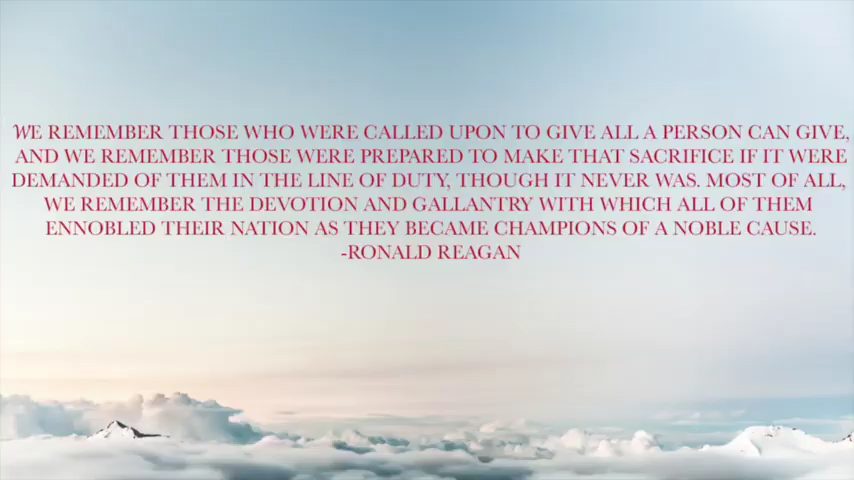 WE REMEMBER THOSE WHO WERE CALLED UPON TO GIVE ALL A PERSON CAN GIVE,
AND WE REMEMBER THOSE WERE PREPARED TO MAKE THAT SACRIFICE IF IT WERE
DEMANDED OF THEM IN THE LINE OF DUTY, THOUGH IT NEVER WAS. MOST OF ALL,
WE REMEMBER THE DEVOTION AND GALLANTRY WITH WHICH ALL OF THEM
ENNOBLED THEIR NATION AS THEY BECAME CHAMPIONS OF A NOBLE CAUSE.
-RONALD REAGAN